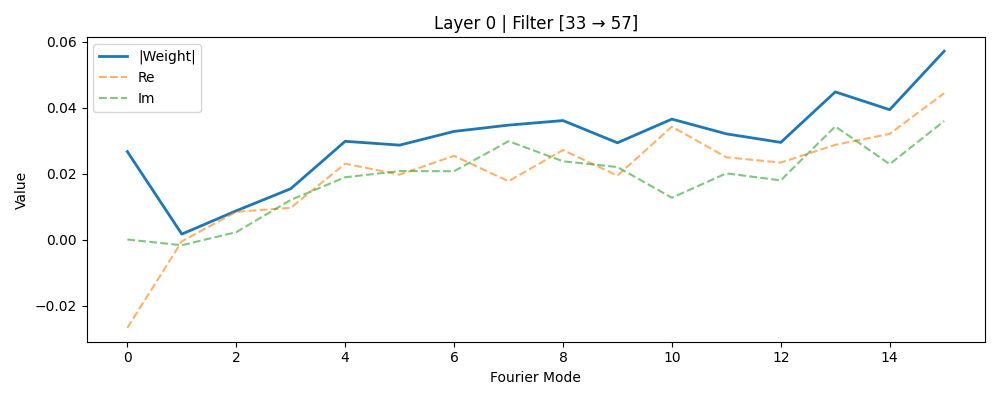 Layer 0 | Filter [33 → 57]
0.06
0.04
0.02
0.00
−0.02
Value
|Weight|
Re
Im
0 2 4 6 8 10 12 14
Fourier Mode